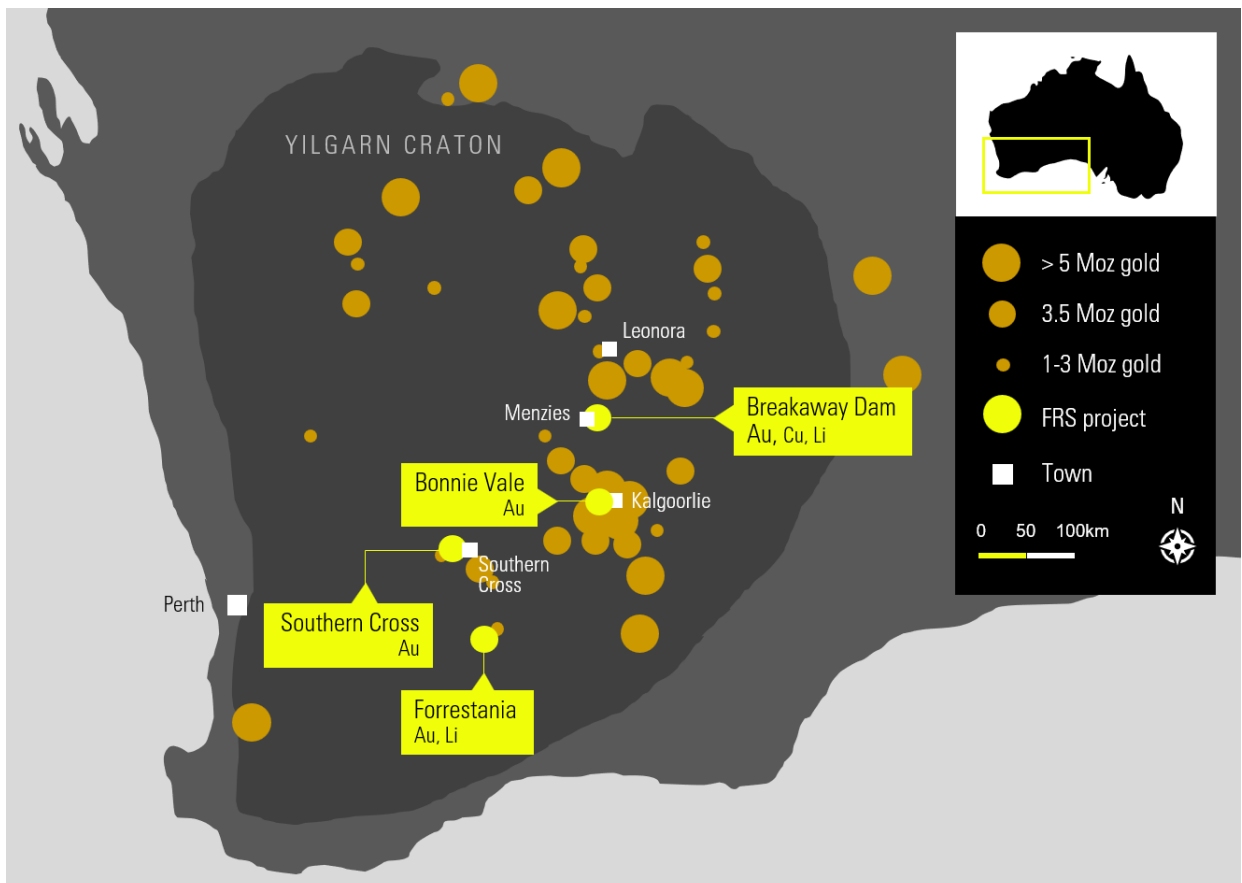 YILGARN CRATON
> 5 Moz gold
3.5 Moz gold
1-3 Moz gold
FRS project
Town
N
0 50 100km
Leonora
Menzies
Breakaway Dam
Au, Cu, Li
Bonnie Vale
Au
Kalgoorlie
Southern
Cross
Perth
Southern Cross
Au
Forrestania
Au, Li